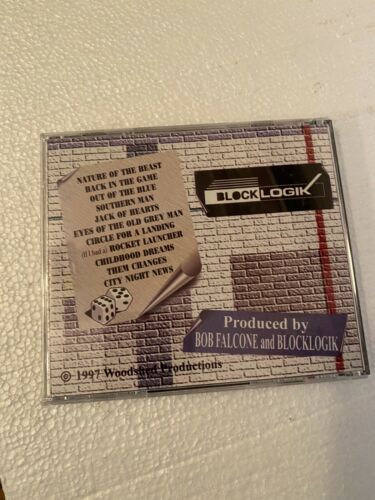 NATURE OF THE BEAST
BACK IN THE GAME
OUT OF THE BLUE
SOUTHERN MAN
JACK OF HEARTS
EYES OF THE OLD GREY MAN
CIRCLE FOR A LANDING
(If I had a) ROCKET LAUNCHER
CHILDHOOD DREAMS
THEM CHANGES
CITY NIGHT NEWS
BLOCKLOGIK
Produced by
BOB FALCONE and BLOCKLOGIK
© 1997 Woodshed Productions